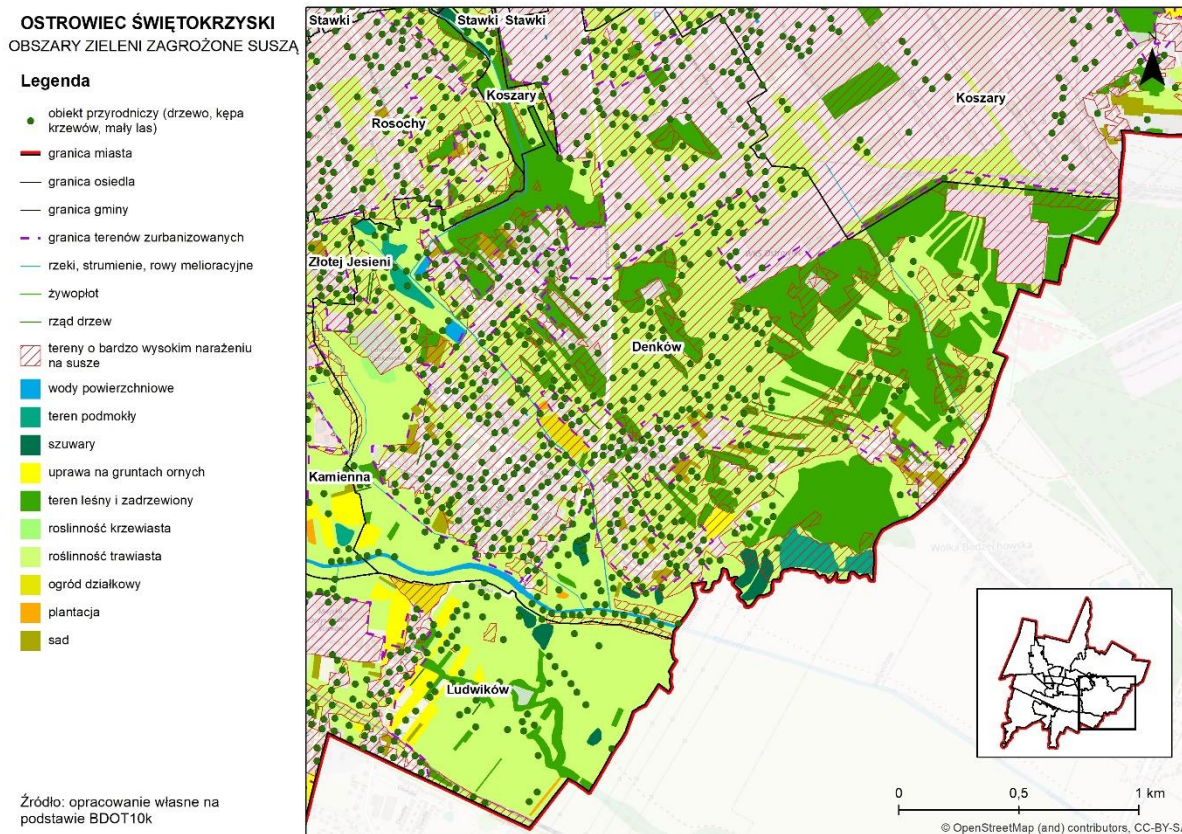 OSTROWIEC ŚWIĘTOKRZYSKI
OBSZARY ZIELENI ZAGROŻONE SUSZĄ
Legenda
obiekt przyrodniczy (drzewo, kępa
krzewów, mały las)
granica miasta
granica osiedla
granica gminy
granica terenów zurbanizowanych
rzeki, strumienie, rowy melioracyjne
żywopłot
rząd drzew
tereny o bardzo wysokim narażeniu
na susze
wody powierzchniowe
teren podmokły
szuwary
uprawa na gruntach ornych
teren leśny i zadrzewiony
roslinność krzewiasta
roślinność trawiasta
ogród działkowy
plantacja
sad
Źródło: opracowanie własne na
podstawie BDOT10k
Stawki
Stawki Stawki
Koszary
Koszary
Rosochy
Złotej Jesieni
Denków
Kamienna
Ludwików
Wólka Bodzechowska
0 0,5 1 km
© OpenStreetMap (and) contributors, CC-BY-SA